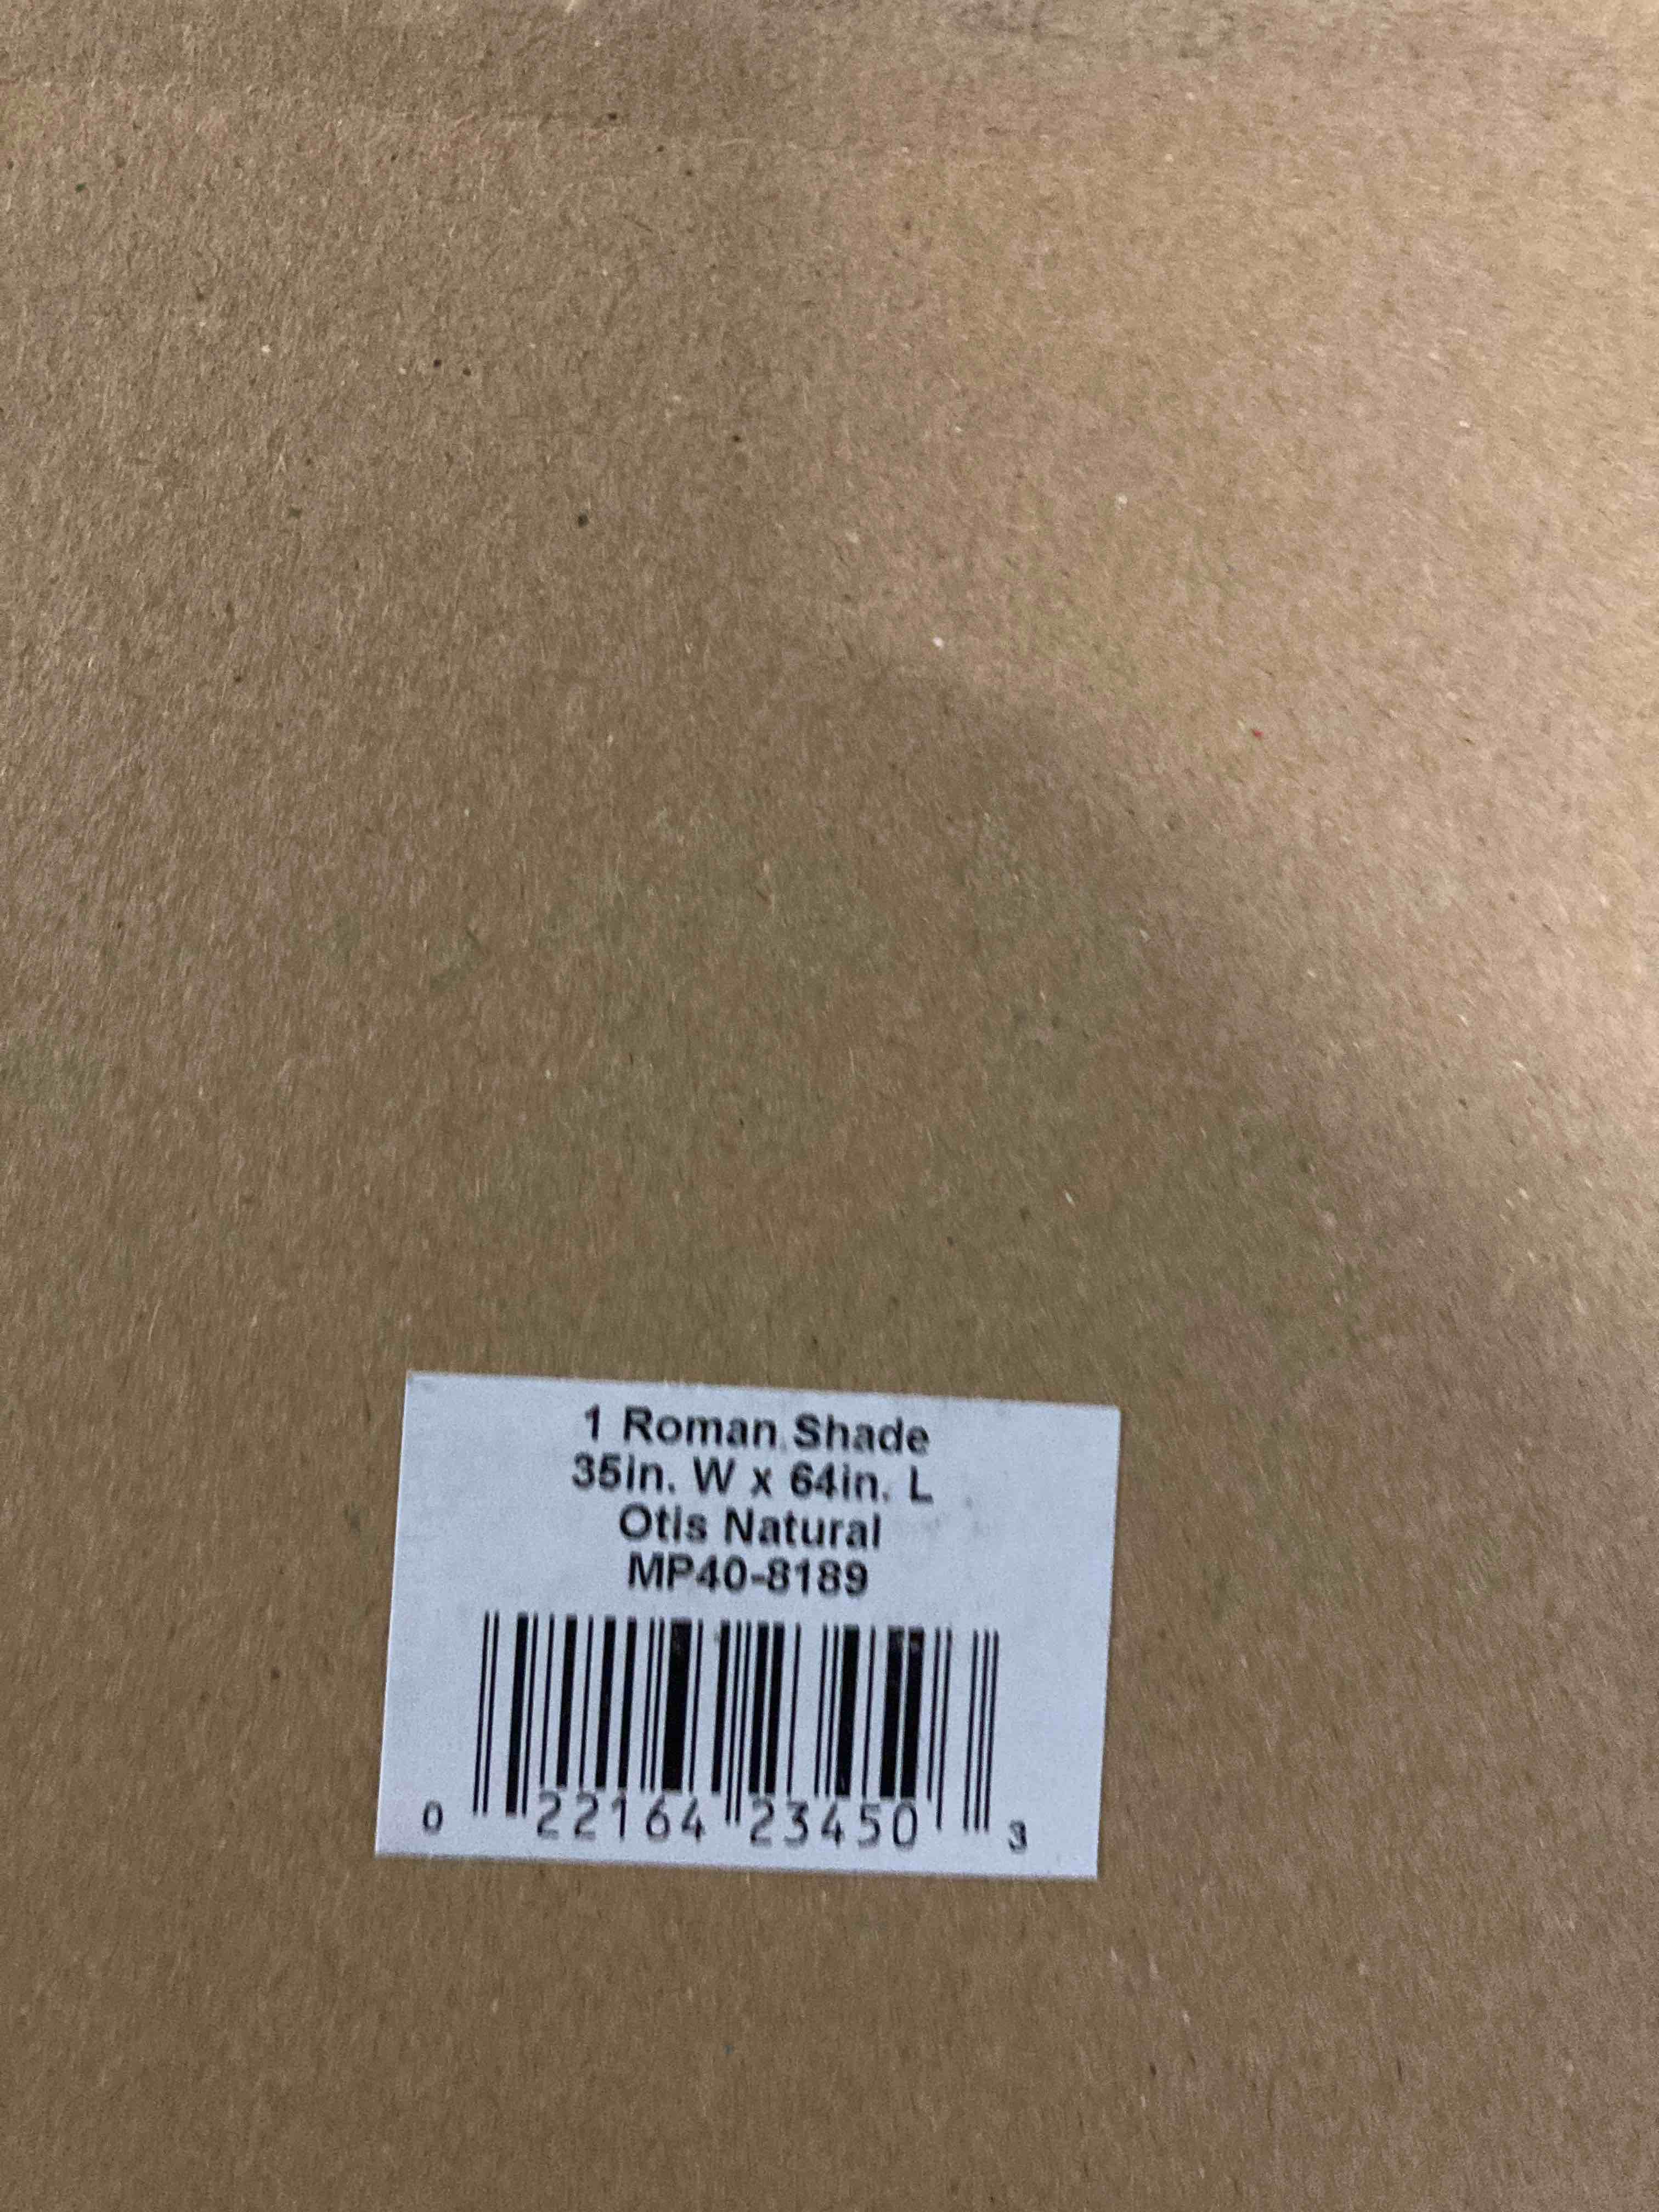 1 Roman Shade
35in. W x 64in. L
Otis Natural
MP40-8189
0 22164 23450 3